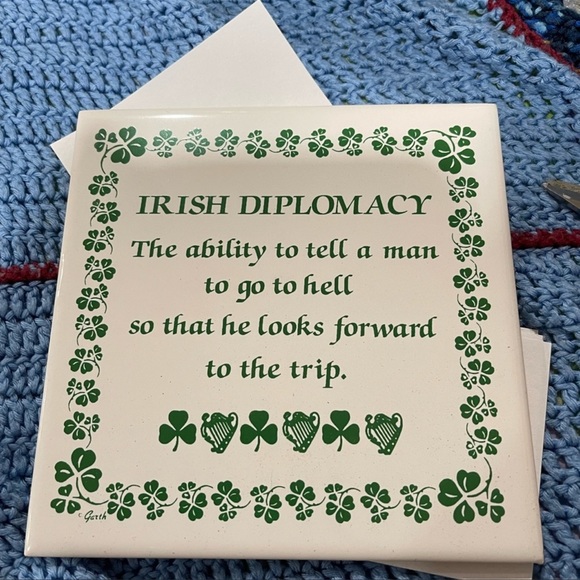 IRISH DIPLOMACY
The ability to tell a man
to go to hell
so that he looks forward
to the trip.
© Garth